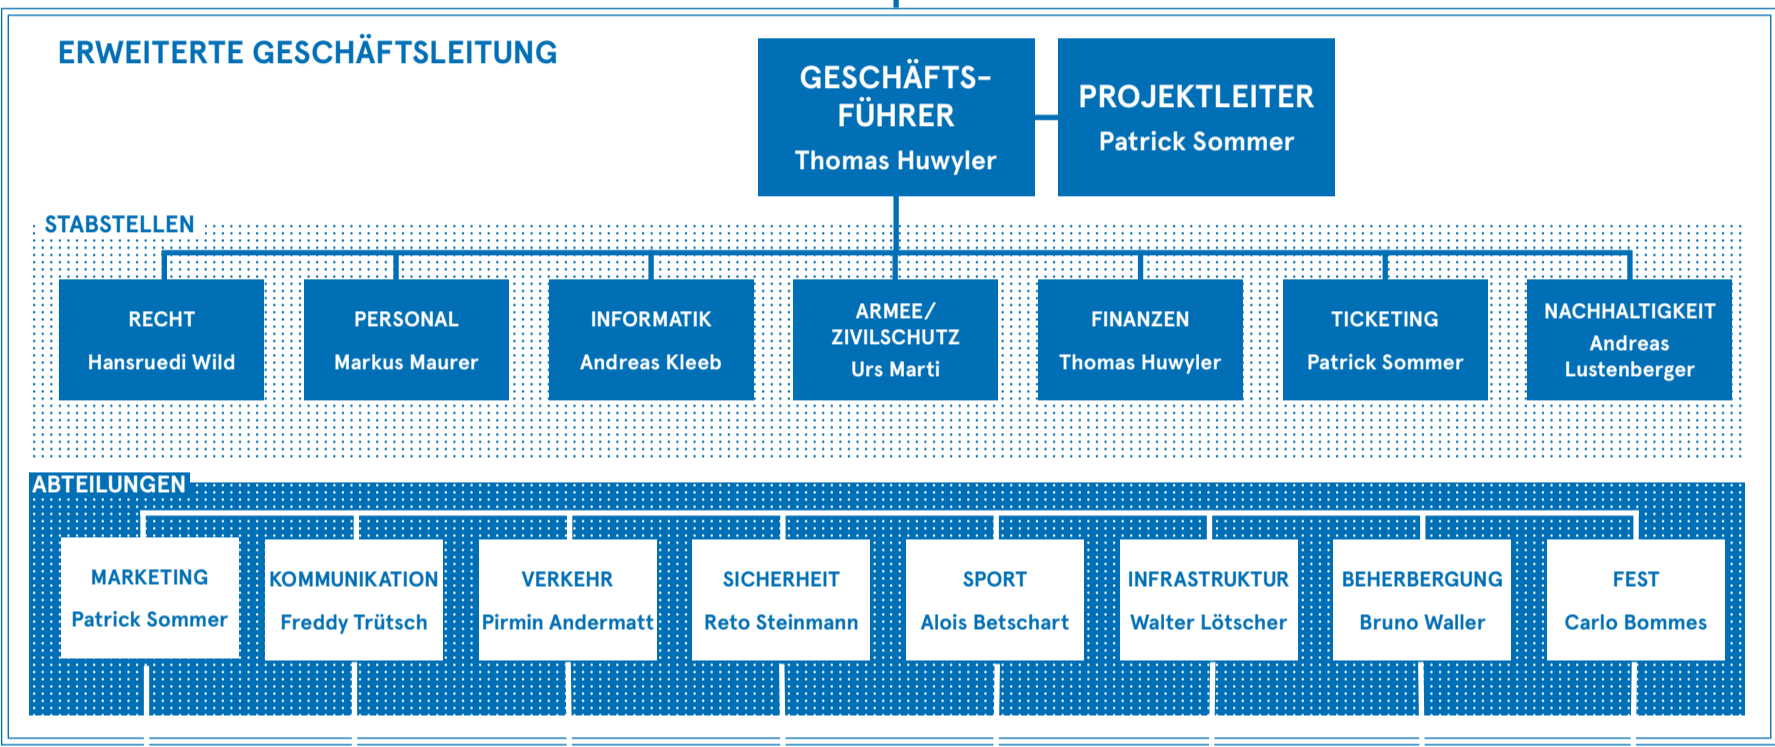 ERWEITERTE GESCHÄFTSLEITUNG
GESCHÄFTS-
FÜHRER
Thomas Huwyler
PROJEKTLEITER
Patrick Sommer
STABSTELLEN
RECHT
Hansruedi Wild
PERSONAL
Markus Maurer
INFORMATIK
Andreas Kleeb
ARMEE/
ZIVILSCHUTZ
Urs Marti
FINANZEN
Thomas Huwyler
TICKETING
Patrick Sommer
NACHHALTIGKEIT
Andreas
Lustenberger
ABTEILUNGEN
MARKETING
Patrick Sommer
KOMMUNIKATION
Freddy Trütsch
VERKEHR
Pirmin Andermatt
SICHERHEIT
Reto Steinmann
SPORT
Alois Betschart
INFRASTRUKTUR
Walter Lötscher
BEHERBERGUNG
Bruno Waller
FEST
Carlo Bommes